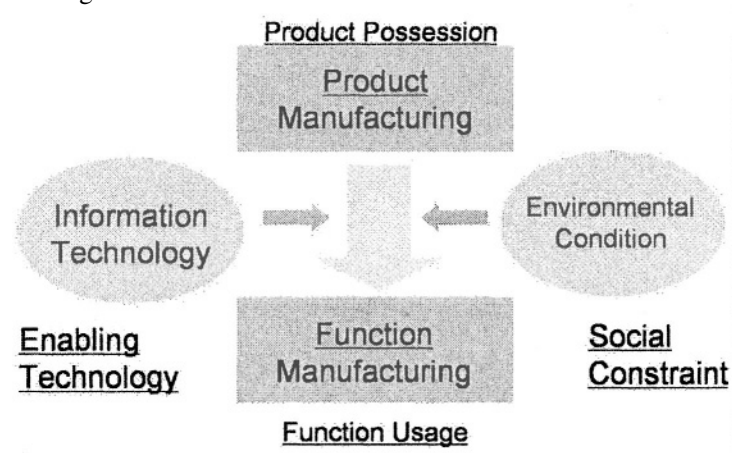 Product Possession
Product
Manufacturing
Information
Technology
Environmental
Condition
Enabling
Technology
Function
Manufacturing
Social
Constraint
Function Usage